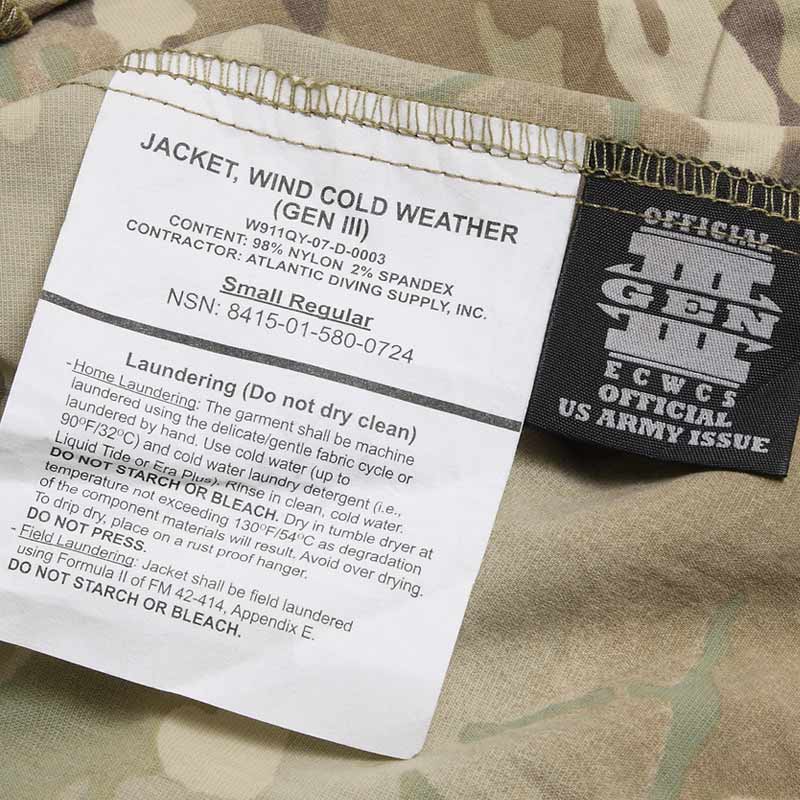 JACKET, WIND COLD WEATHER
(GEN III)
W911QY-07-D-0003
CONTENT: 98% NYLON 2% SPANDEX
CONTRACTOR: ATLANTIC DIVING SUPPLY, INC.
Small Regular
NSN: 8415-01-580-0724
Laundering (Do not dry clean)
-Home Laundering: The garment shall be machine
laundered using the delicate/gentle fabric cycle or
laundered by hand. Use cold water (up to
90ºF/32ºC) and cold water laundry detergent (i.e.,
Liquid Tide or Era Plus). Rinse in clean, cold water.
DO NOT STARCH OR BLEACH. Dry in tumble dryer at
temperature not exceeding 130ºF/54ºC as degradation
of the component materials will result. Avoid over drying.
To drip dry, place on a rust proof hanger.
DO NOT PRESS.
- Field Laundering: Jacket shall be field laundered
using Formula II of FM 42-414, Appendix E.
DO NOT STARCH OR BLEACH.
OFFICIAL
III
GEN
III
ECWCS
OFFICIAL
US ARMY ISSUE